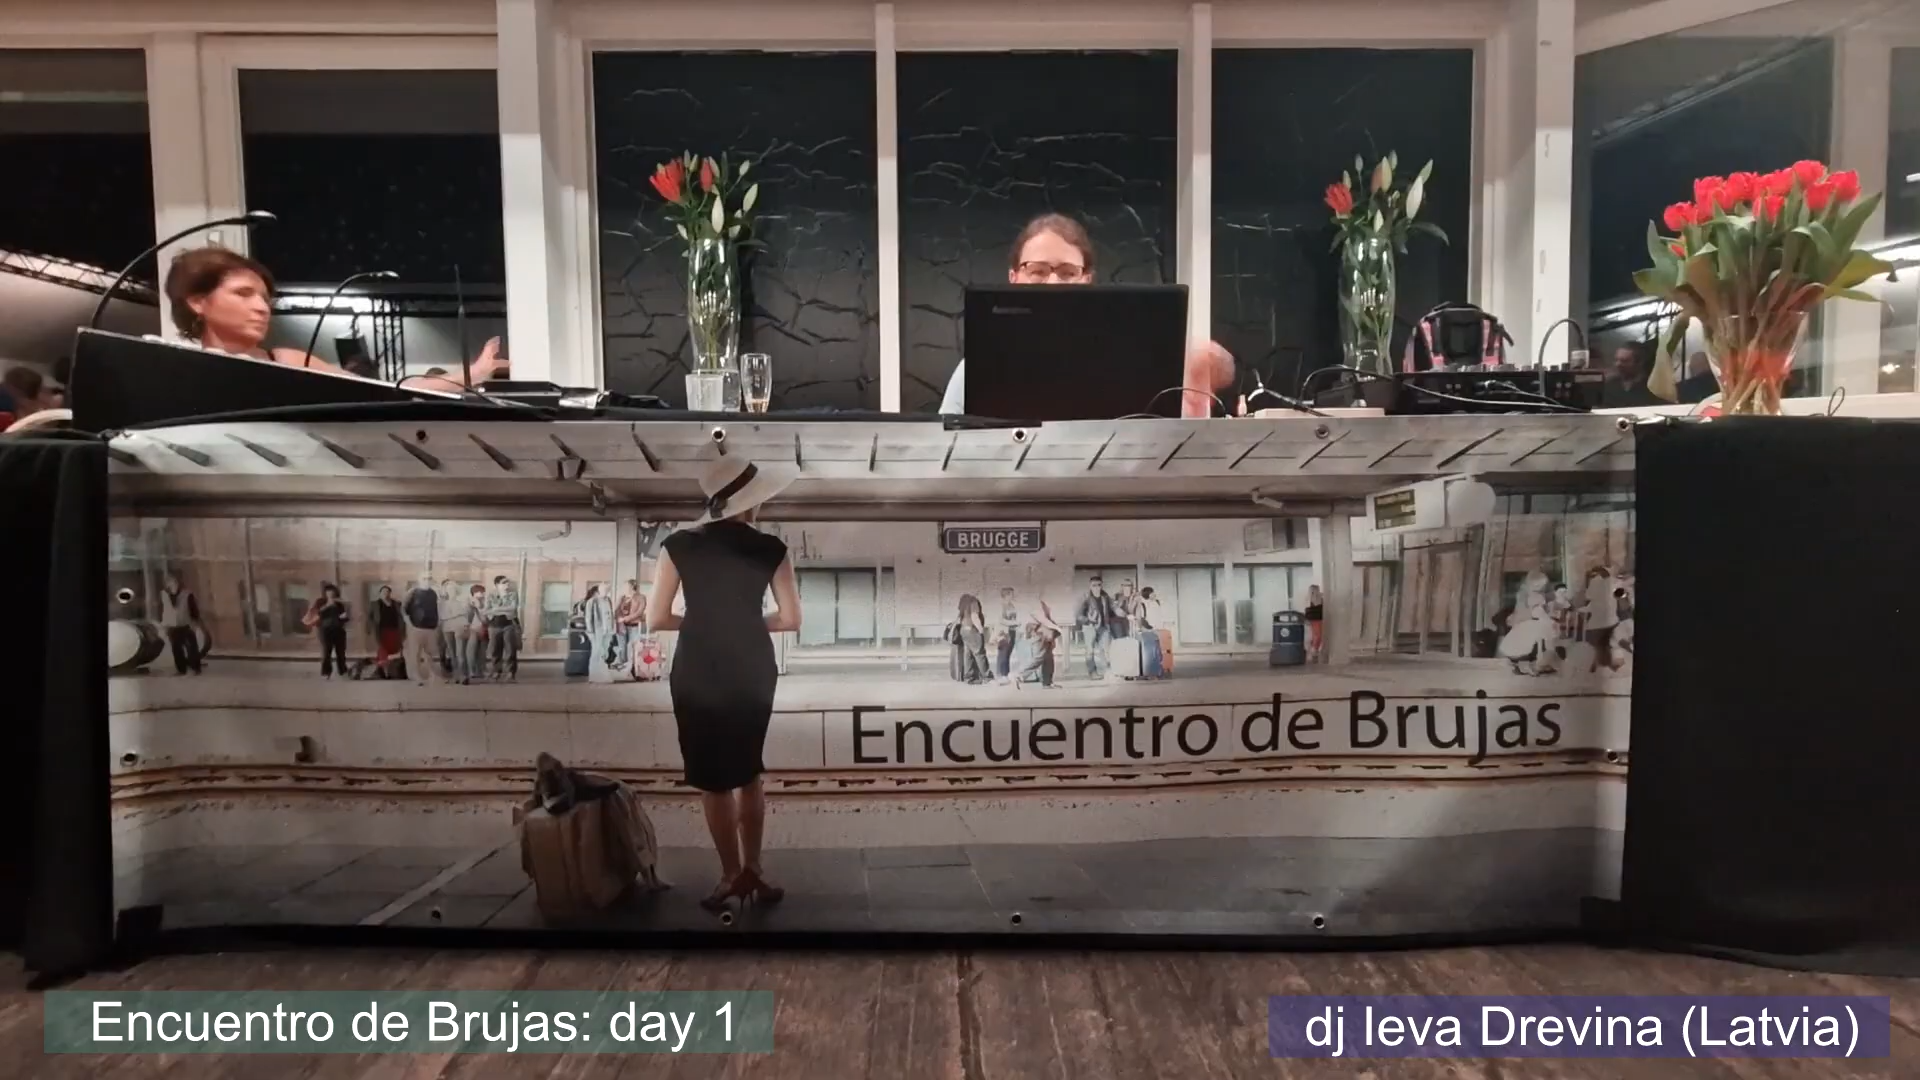 BRUGGE
Encuentro de Brujas
Encuentro de Brujas: day 1
dj Ieva Drevina (Latvia)